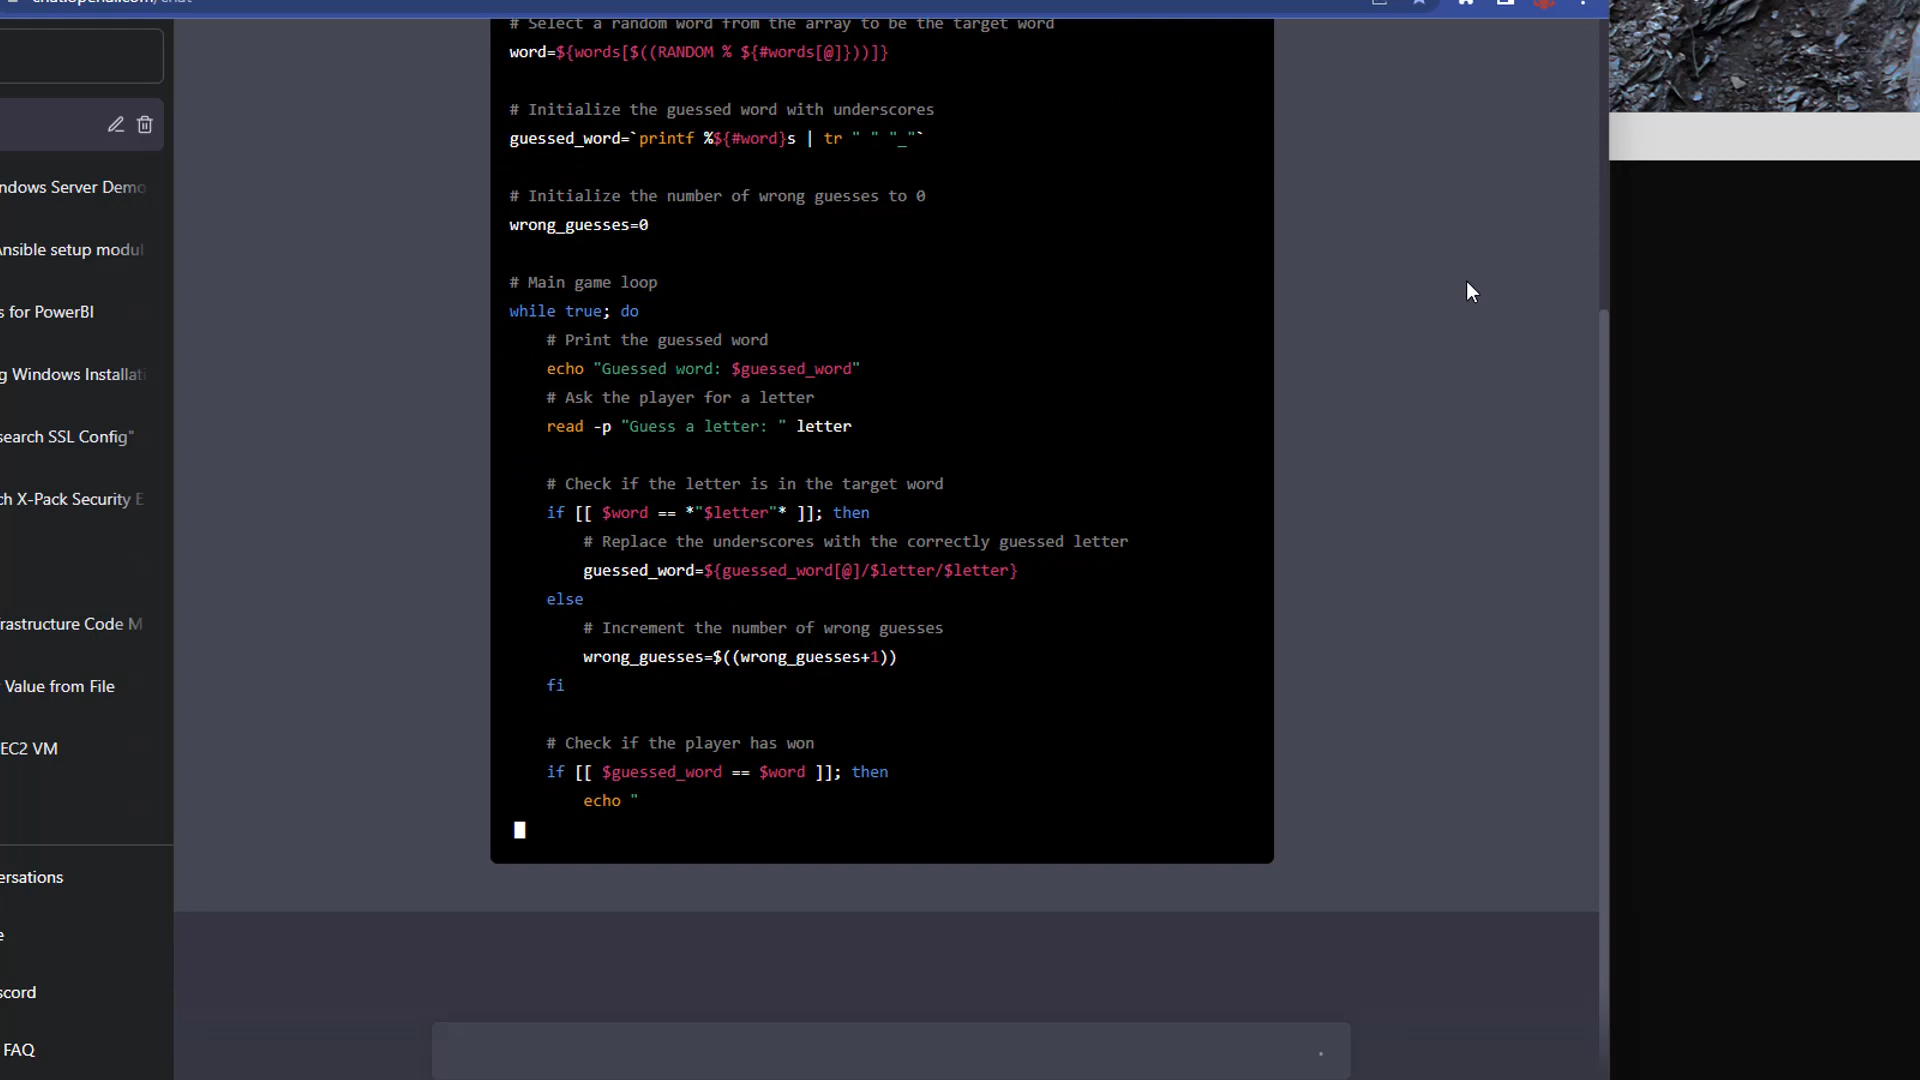 # Select a random word from the array to be the target word
word=${words[$((RANDOM % ${#words[@]}))]}
# Initialize the guessed word with underscores
guessed_word=`printf %${#word}s | tr " " "_"`
# Initialize the number of wrong guesses to 0
wrong_guesses=0
# Main game loop
while true; do
# Print the guessed word
echo "Guessed word: $guessed_word"
# Ask the player for a letter
read -p "Guess a letter: " letter
# Check if the letter is in the target word
if [[ $word == *"$letter"* ]]; then
# Replace the underscores with the correctly guessed letter
guessed_word=${guessed_word[@]/$letter/$letter}
else
# Increment the number of wrong guesses
wrong_guesses=$((wrong_guesses+1))
fi
# Check if the player has won
if [[ $guessed_word == $word ]]; then
echo "
ndows Server Demo
Ansible setup modul
s for PowerBI
g Windows Installati
search SSL Config"
ch X-Pack Security E
frastructure Code M
Value from File
EC2 VM
ersations
e
scord
FAQ